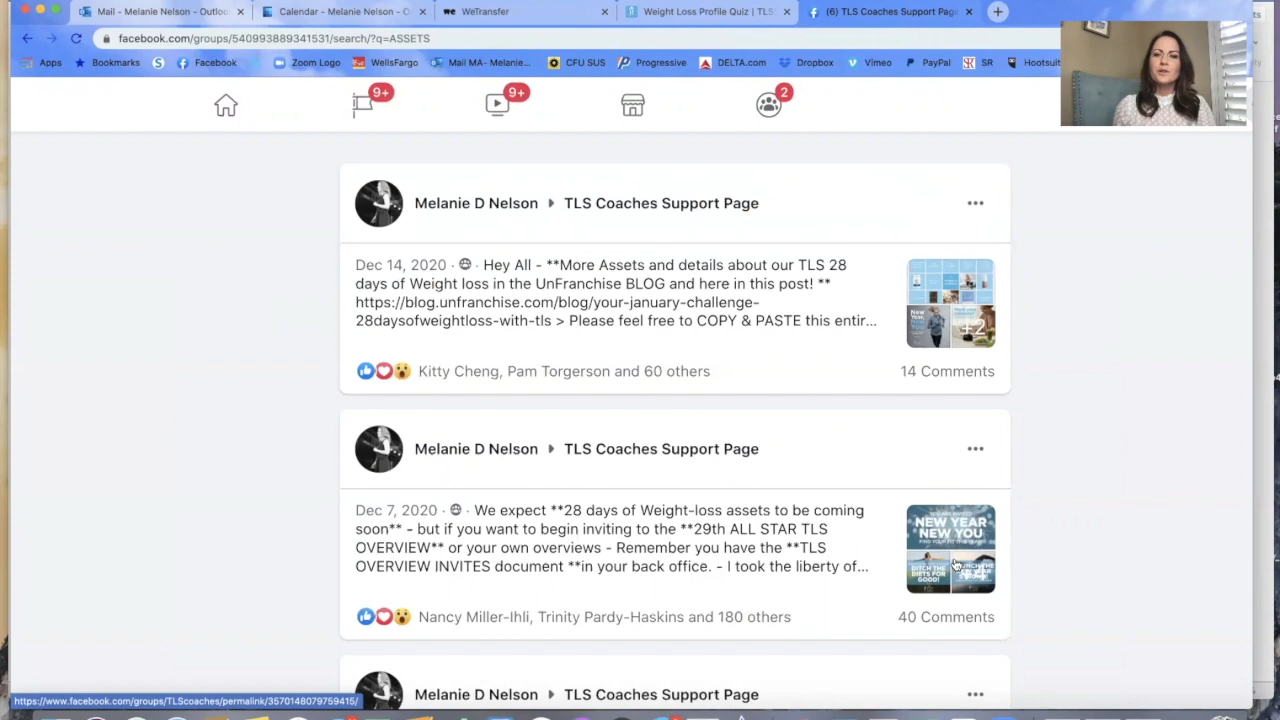 Mail - Melanie Nelson - Outlo
Calendar - Melanie Nelson - O
WeTransfer
Weight Loss Profile Quiz | TLS
(6) TLS Coaches Support Page
facebook.com/groups/540993889341531/search/?q=ASSETS
Apps
Bookmarks
Facebook
Zoom Logo
WellsFargo
Mail MA- Melanie...
CFU SUS
Progressive
DELTA.com
Dropbox
Vimeo
PayPal
SR
Hootsuit
9+
9+
2
Melanie D Nelson
TLS Coaches Support Page
Dec 14, 2020 · · Hey All - **More Assets and details about our TLS 28
days of Weight loss in the UnFranchise BLOG and here in this post! **
https://blog.unfranchise.com/blog/your-january-challenge-
28daysofweightloss-with-tls > Please feel free to COPY & PASTE this entir...
+2
Kitty Cheng, Pam Torgerson and 60 others
14 Comments
Melanie D Nelson
TLS Coaches Support Page
Dec 7, 2020 · · We expect **28 days of Weight-loss assets to be coming
soon** - but if you want to begin inviting to the **29th ALL STAR TLS
OVERVIEW** or your own overviews - Remember you have the **TLS
OVERVIEW INVITES document **in your back office. - I took the liberty of...
NEW YEAR
NEW YOU
DITCH THE
DIETS FOR
GOOD!
Nancy Miller-Ihli, Trinity Pardy-Haskins and 180 others
40 Comments
Melanie D Nelson
TLS Coaches Support Page
https://www.facebook.com/groups/TLScoaches/permalink/3570148079759415/